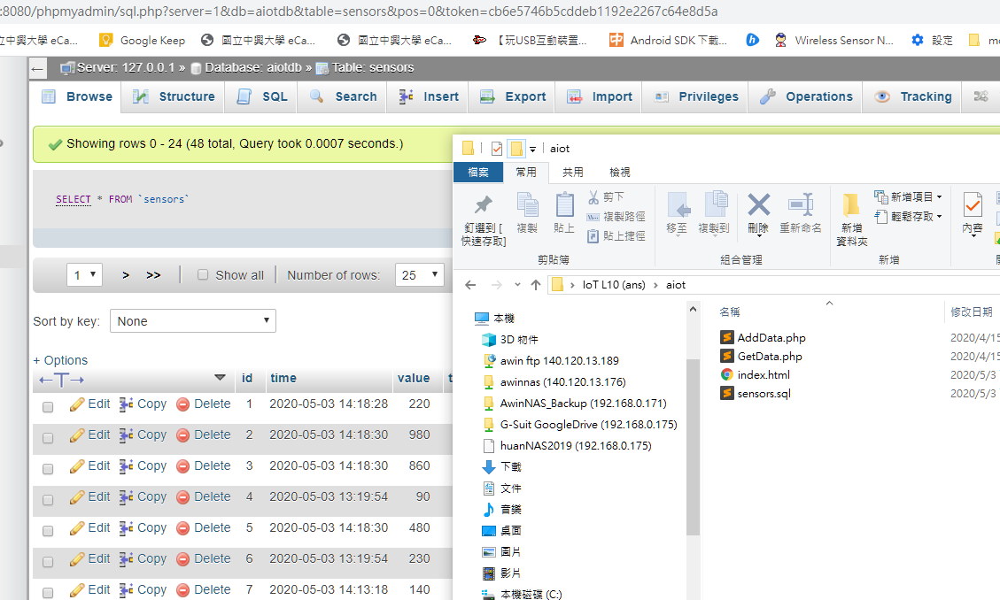 :8080/phpmyadmin/sql.php?server=1&db=aiotdb&table=sensors&pos=0&token=cb6e5746b5cddeb1192e2267c64e8d5a
立中興大學 eCa... Google Keep 國立中興大學 eCa... 國立中興大學 eCa... 【玩USB互動裝置... Android SDK 下載... Wireless Sensor N... 設定
Server: 127.0.0.1 » Database: aiotdb » Table: sensors
Browse Structure SQL Search Insert Export Import Privileges Operations Tracking
Showing rows 0 - 24 (48 total, Query took 0.0007 seconds.)
SELECT * FROM `sensors`
1 > >> Show all Number of rows: 25
Sort by key: None
+ Options
←T→ id time value
Edit Copy Delete 1 2020-05-03 14:18:28 220
Edit Copy Delete 2 2020-05-03 14:18:30 980
Edit Copy Delete 3 2020-05-03 14:18:30 860
Edit Copy Delete 4 2020-05-03 13:19:54 90
Edit Copy Delete 5 2020-05-03 14:18:30 480
Edit Copy Delete 6 2020-05-03 13:19:54 230
Edit Copy Delete 7 2020-05-03 14:13:18 140
aiot
檔案 常用 共用 檢視
釘選到 [
快速存取]
複製
貼上
剪下
複製路徑
貼上捷徑
剪貼簿
移至
複製到
刪除
重新命名
組合管理
新增
資料夾
新增項目
輕鬆存取
新增
內容
IoT L10 (ans) › aiot
本機
3D 物件
awin ftp 140.120.13.189
awinnas (140.120.13.176)
AwinNAS_Backup (192.168.0.171)
G-Suit GoogleDrive (192.168.0.175)
huanNAS2019 (192.168.0.175)
下載
文件
音樂
桌面
圖片
影片
本機磁碟 (C:)
名稱 修改日期
AddData.php 2020/4/15
GetData.php 2020/4/15
index.html 2020/5/3
sensors.sql 2020/5/3